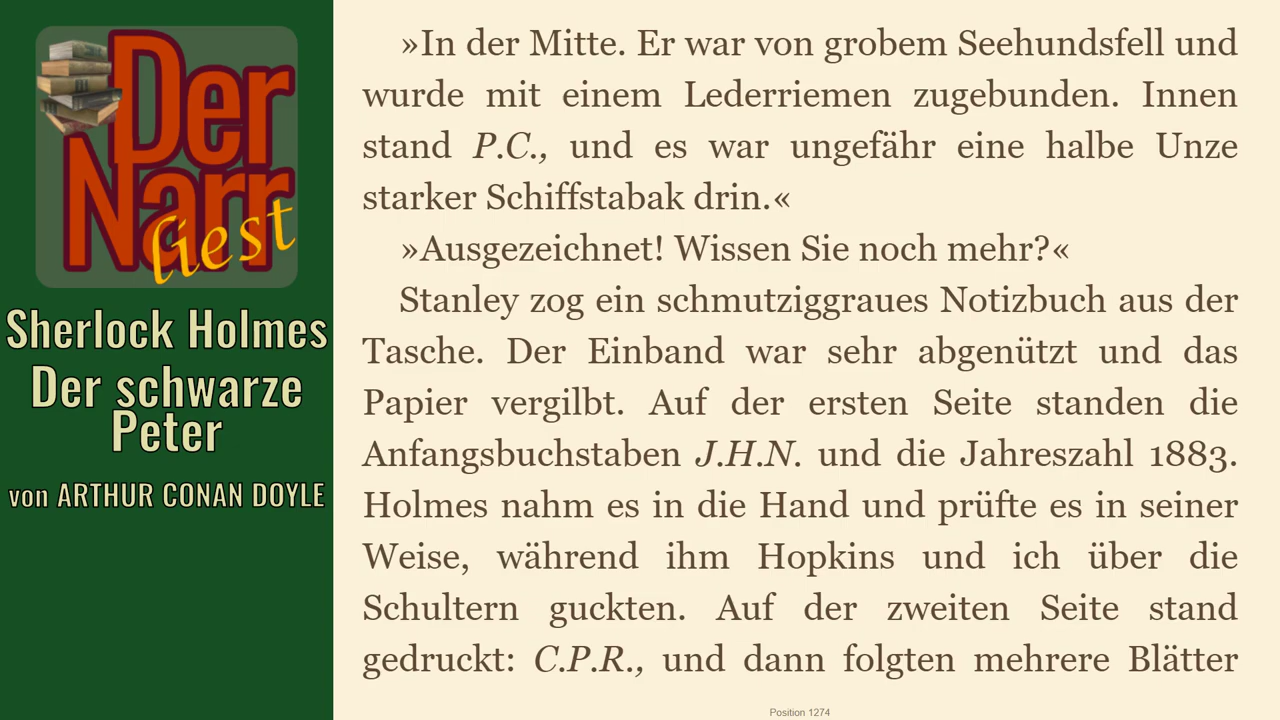 Der
Narr
liest
Sherlock Holmes
Der schwarze
Peter
von ARTHUR CONAN DOYLE
»In der Mitte. Er war von grobem Seehundsfell und
wurde mit einem Lederriemen zugebunden. Innen
stand P.C., und es war ungefähr eine halbe Unze
starker Schiffstabak drin.«
»Ausgezeichnet! Wissen Sie noch mehr?«
Stanley zog ein schmutziggraues Notizbuch aus der
Tasche. Der Einband war sehr abgenützt und das
Papier vergilbt. Auf der ersten Seite standen die
Anfangsbuchstaben J.H.N. und die Jahreszahl 1883.
Holmes nahm es in die Hand und prüfte es in seiner
Weise, während ihm Hopkins und ich über die
Schultern guckten. Auf der zweiten Seite stand
gedruckt: C.P.R., und dann folgten mehrere Blätter
Position 1274